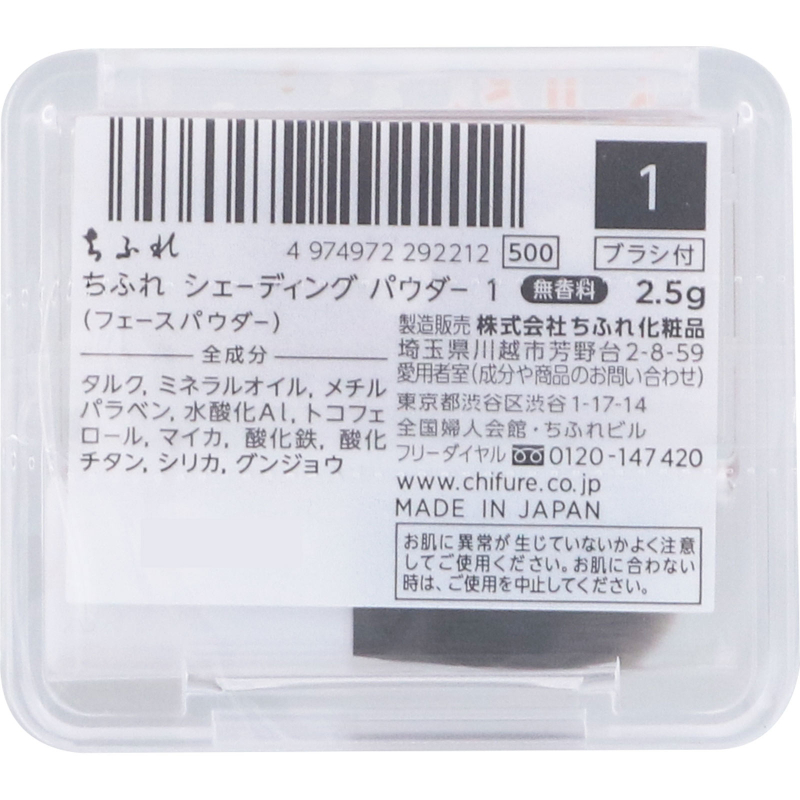 1
ちふれ
4 974972 292212 500 ブラシ付
ちふれ シェーディング パウダー 1 無香料 2.5g
(フェースパウダー)
全成分
タルク, ミネラルオイル, メチル
パラベン, 水酸化Al, トコフェ
ロール, マイカ, 酸化鉄, 酸化
チタン, シリカ, グンジョウ
製造販売 株式会社ちふれ化粧品
埼玉県川越市芳野台2-8-59
愛用者室(成分や商品のお問い合わせ)
東京都渋谷区渋谷1-17-14
全国婦人会館・ちふれビル
フリーダイヤル 0120-147420
www.chifure.co.jp
MADE IN JAPAN
お肌に異常が生じていないかよく注意
してご使用ください。お肌に合わない
時は、ご使用を中止してください。